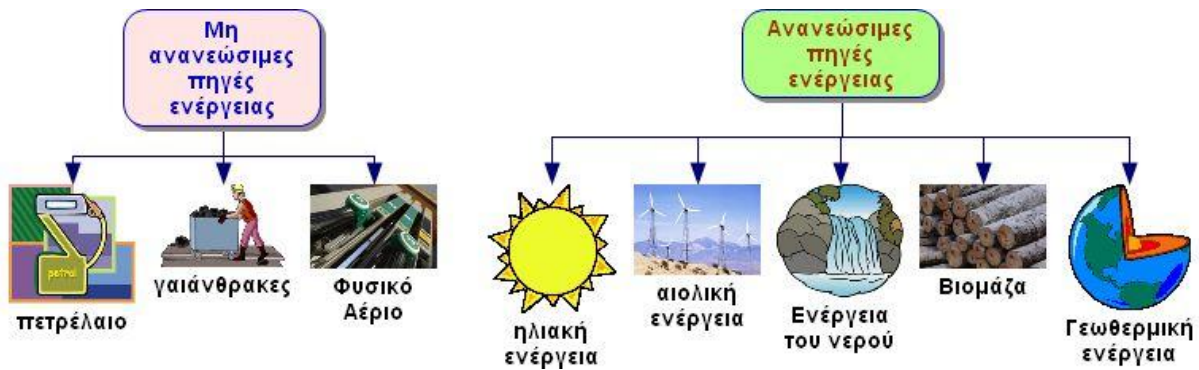 Μη
ανανεώσιμες
πηγές
ενέργειας
Ανανεώσιμες
πηγές
ενέργειας
petrol
πετρέλαιο
γαιάνθρακες
Φυσικό
Αέριο
ηλιακή
ενέργεια
αιολική
ενέργεια
Ενέργεια
του νερού
Βιομάζα
Γεωθερμική
ενέργεια